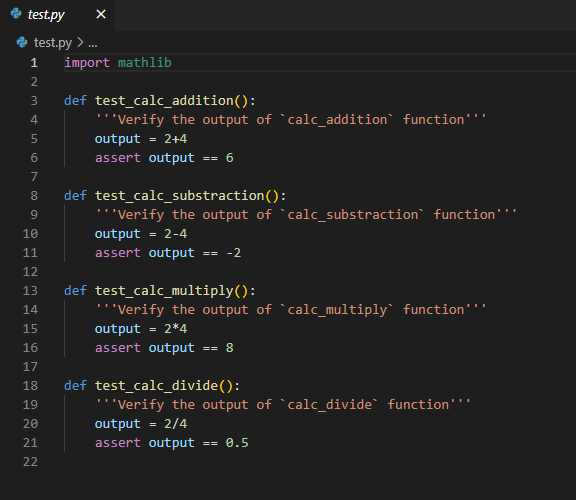 test.py
test.py > ...
1 import mathlib
2
3 def test_calc_addition():
4     '''Verify the output of `calc_addition` function'''
5     output = 2+4
6     assert output == 6
7
8 def test_calc_substraction():
9     '''Verify the output of `calc_substraction` function'''
10     output = 2-4
11     assert output == -2
12
13 def test_calc_multiply():
14     '''Verify the output of `calc_multiply` function'''
15     output = 2*4
16     assert output == 8
17
18 def test_calc_divide():
19     '''Verify the output of `calc_divide` function'''
20     output = 2/4
21     assert output == 0.5
22